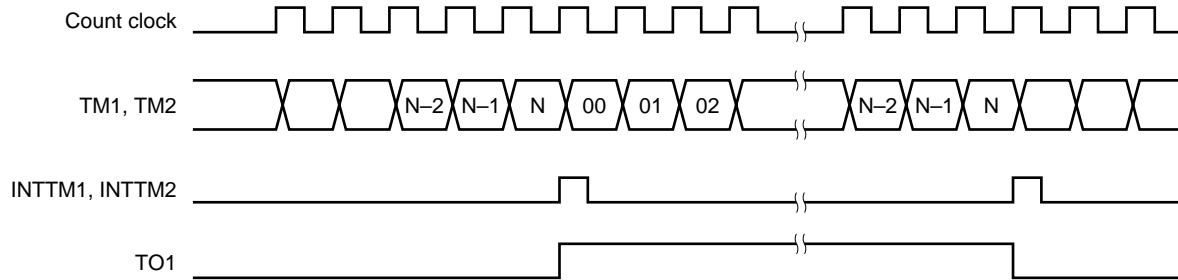 Count clock
TM1, TM2
N–2 N–1 N 00 01 02 N–2 N–1 N
INTTM1, INTTM2
TO1